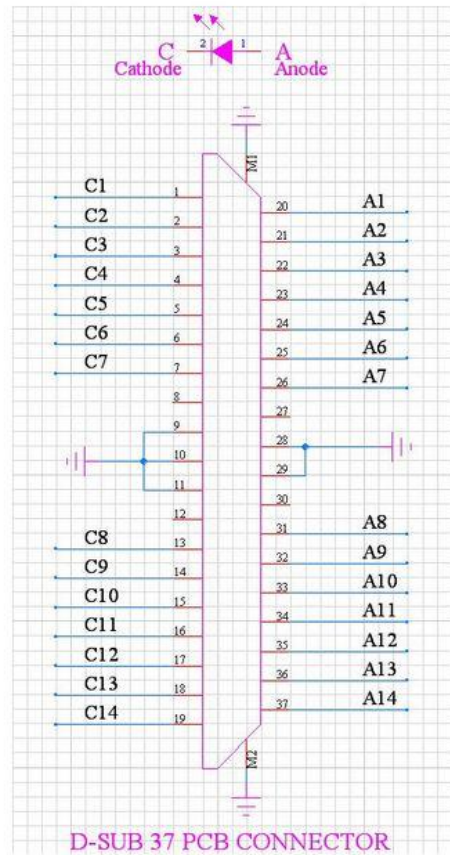 C 2 1 A
Cathode Anode
M1
C1 1
20 A1
C2 2
21 A2
C3 3
22 A3
C4 4
23 A4
C5 5
24 A5
C6 6
25 A6
C7 7
26 A7
8
27
9
28
10
29
11
30
12
31 A8
C8 13
32 A9
C9 14
33 A10
C10 15
34 A11
C11 16
35 A12
C12 17
36 A13
C13 18
37 A14
C14 19
M2
D-SUB 37 PCB CONNECTOR